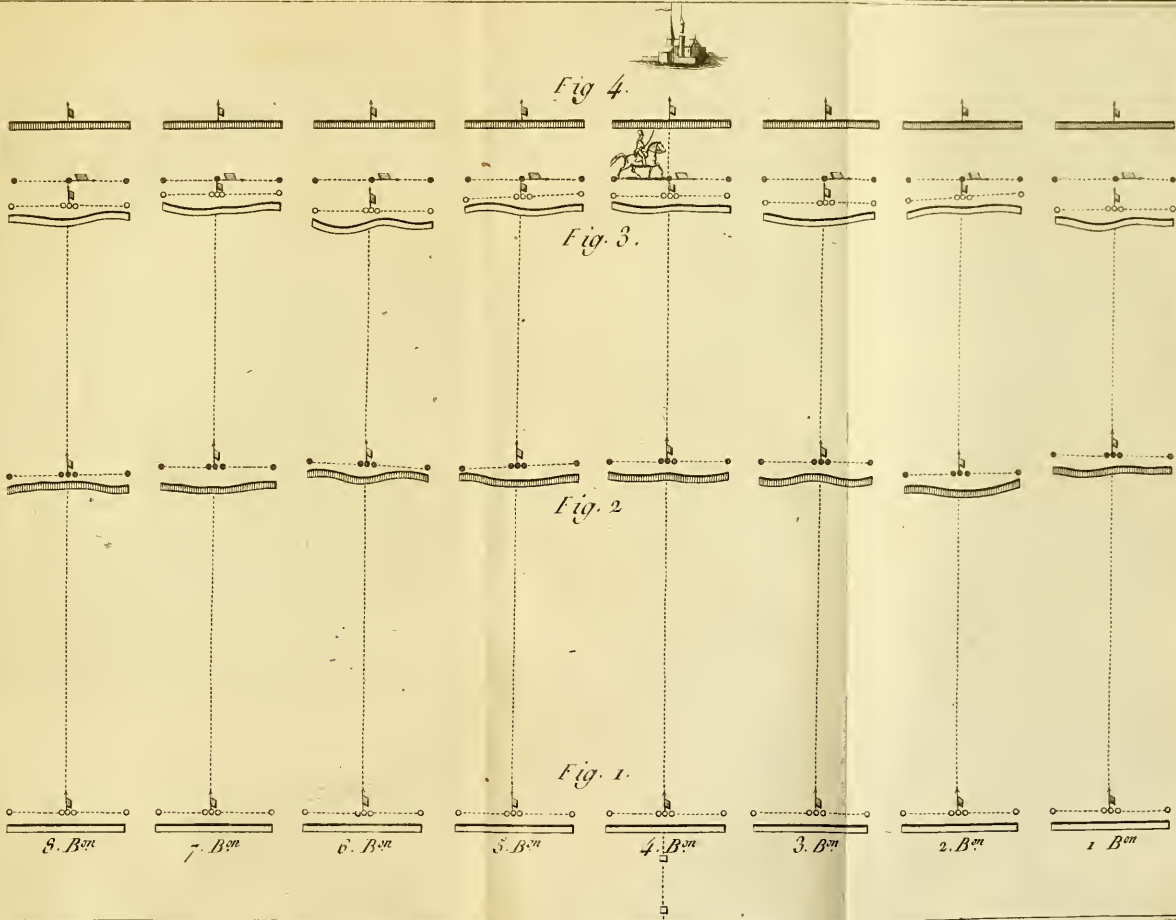 Fig 4.
Fig. 3.
Fig. 2
Fig. 1.
8. Bon 7. Bon 6. Bon 5. Bon 4. Bon 3. Bon 2. Bon 1 Bon